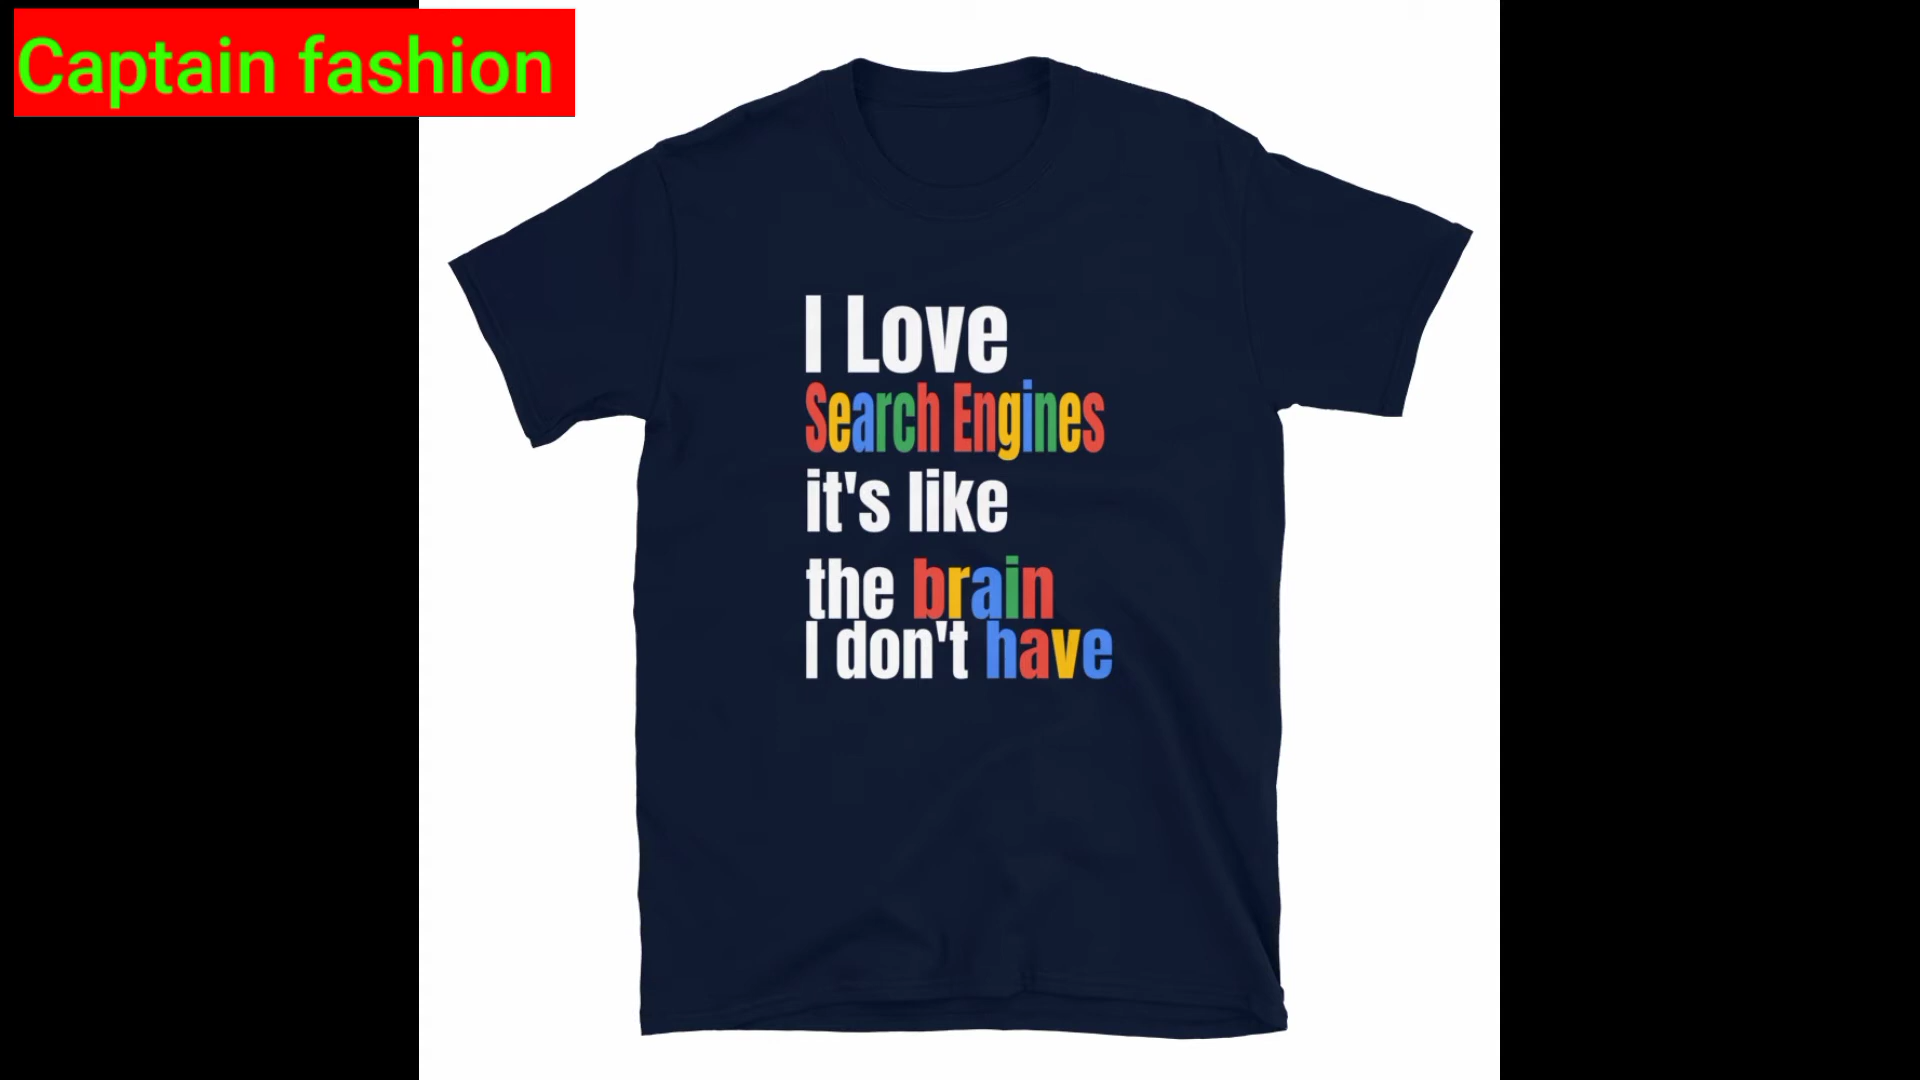 Captain fashion
I Love
Search Engines
it's like
the brain
I don't have